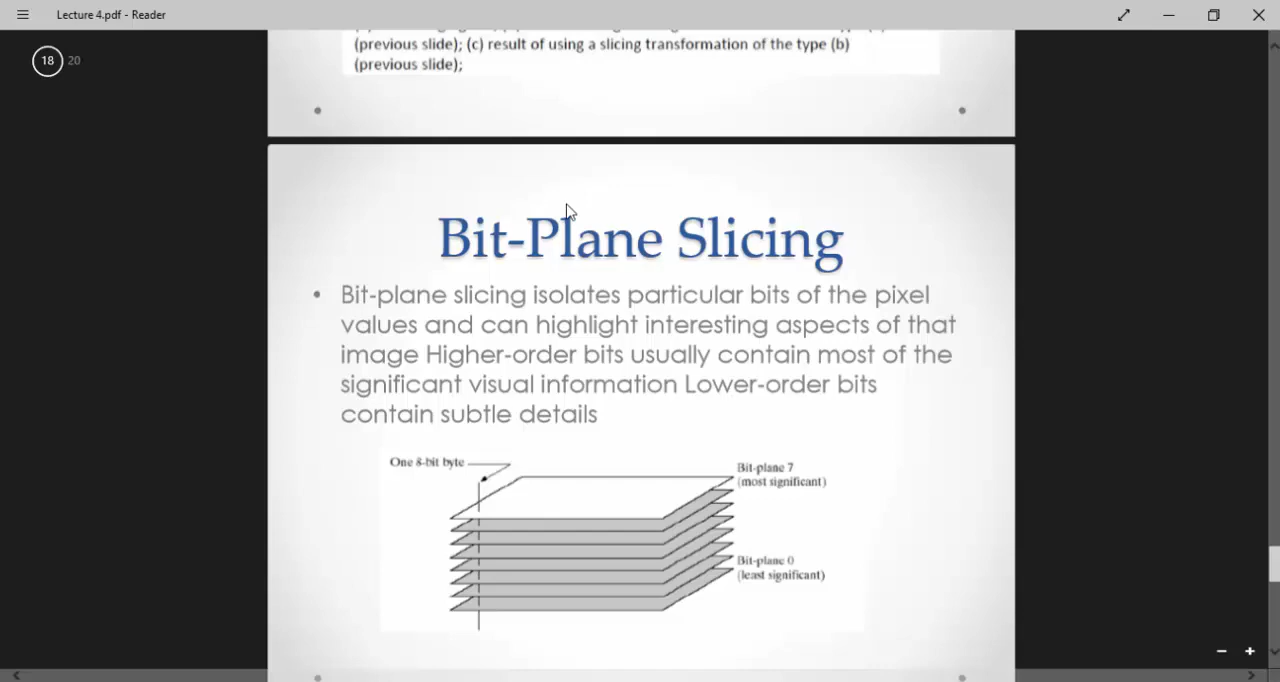 Lecture 4.pdf - Reader
18 20
(previous slide); (c) result of using a slicing transformation of the type (b)
(previous slide);
Bit-Plane Slicing
• Bit-plane slicing isolates particular bits of the pixel
values and can highlight interesting aspects of that
image Higher-order bits usually contain most of the
significant visual information Lower-order bits
contain subtle details
One 8-bit byte
Bit-plane 7
(most significant)
Bit-plane 0
(least significant)